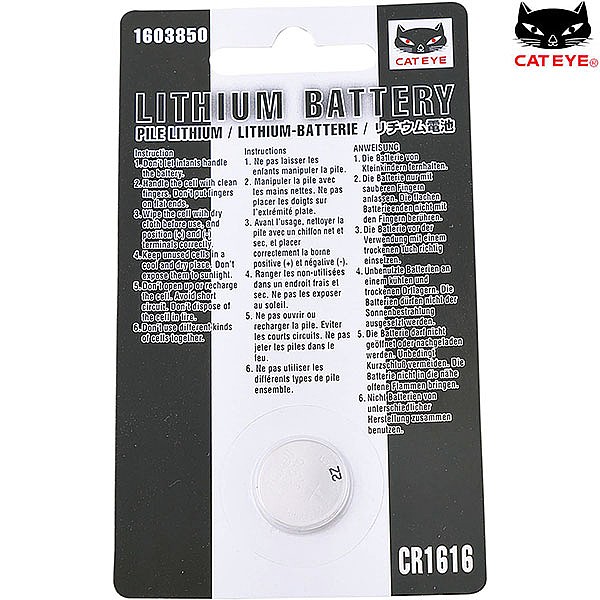 1603850
CATEYE
CATEYE®
LITHIUM BATTERY
PILE LITHIUM / LITHIUM-BATTERIE / リチウム電池
Instruction
1. Don't let infants handle
the battery.
2. Handle the cell with clean
fingers. Don't put fingers
on flat ends.
3. Wipe the cell with dry
cloth before use, and
position (+) and (-)
terminals correctly.
4. Keep unused cells in a
cool and dry place. Don't
expose them to sunlight.
5. Don't open up or recharge
the cell. Avoid short
circuit. Don't dispose of
the cell in fire.
6. Don't use different kinds
of cells together.
Instructions
1. Ne pas laisser les
enfants manipuler la pile.
2. Manipuler la pile avec
les mains nettes. Ne pas
placer les doigts sur
l'extrémité plate.
3. Avant l'usage, nettoyer la
pile avec un chiffon net et
sec, et placer
correctement la borne
positive (+) et négative (-).
4. Ranger les non-utilisées
dans un endroit frais et
sec. Ne pas les exposer
au soleil.
5. Ne pas ouvrir ou
recharger la pile. Eviter
les courts circuits. Ne pas
jeler les piles dans le
feu.
6. Ne pas utiliser les
différents types de pile
ensemble.
ANWEISUNG
1. Die Batterie von
Kleinkindern fernhalten.
2. Die Batterie nur mit
sauberen Fingern
anlassen. Die flachen
Batterieenden nicht mit
den Fingern berühren.
3. Die Batterie vor der
Verwendung mit einem
trockenen Tuch richtig
einsetzen.
4. Unbenulzte Batterien an
einem kühlen und
trockenen Ort lagern. Die
Batterien dürfen nicht der
Sonnenbestrahlung
ausgesetzt werden.
5. Die Batterie darf nicht
geöffnet oder nachgeladen
werden. Unbedingt
Kurzschluß vermeiden. Die
Batterie nicht in die nähe
offene Flammen bringen.
6. Nicht Batterien von
unterschiedlicher
Herstellung zusammen
benutzen.
22
CR1616